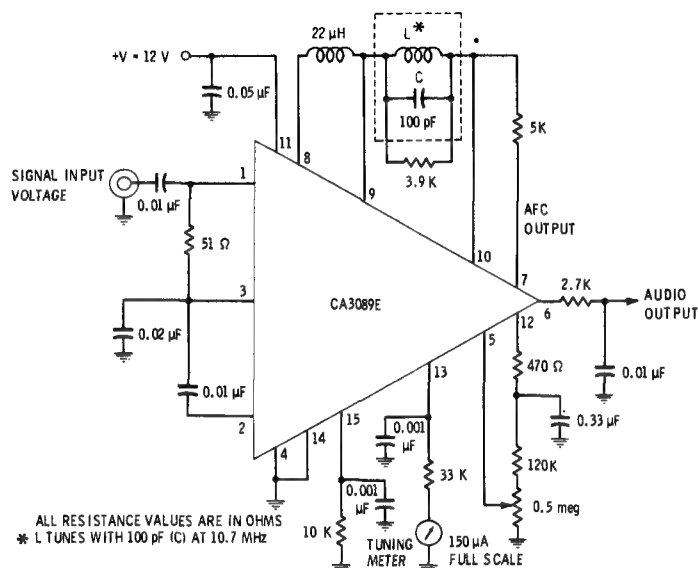 22 µH
L*
+V = 12 V
C
0.05 µF
100 pF
5K
11
8
3.9 K
SIGNAL INPUT
VOLTAGE
1
9
0.01 µF
AFC
OUTPUT
51 Ω
10
7
2.7K
3
CA3089E
6
AUDIO
OUTPUT
12
5
0.02 µF
470 Ω
0.01 µF
13
0.01 µF
2
15
0.33 µF
14
0.001
µF
4
120K
0.001
µF
33 K
0.5 meg
ALL RESISTANCE VALUES ARE IN OHMS
* L TUNES WITH 100 pF (C) AT 10.7 MHz
10 K
TUNING
METER
150 µA
FULL SCALE